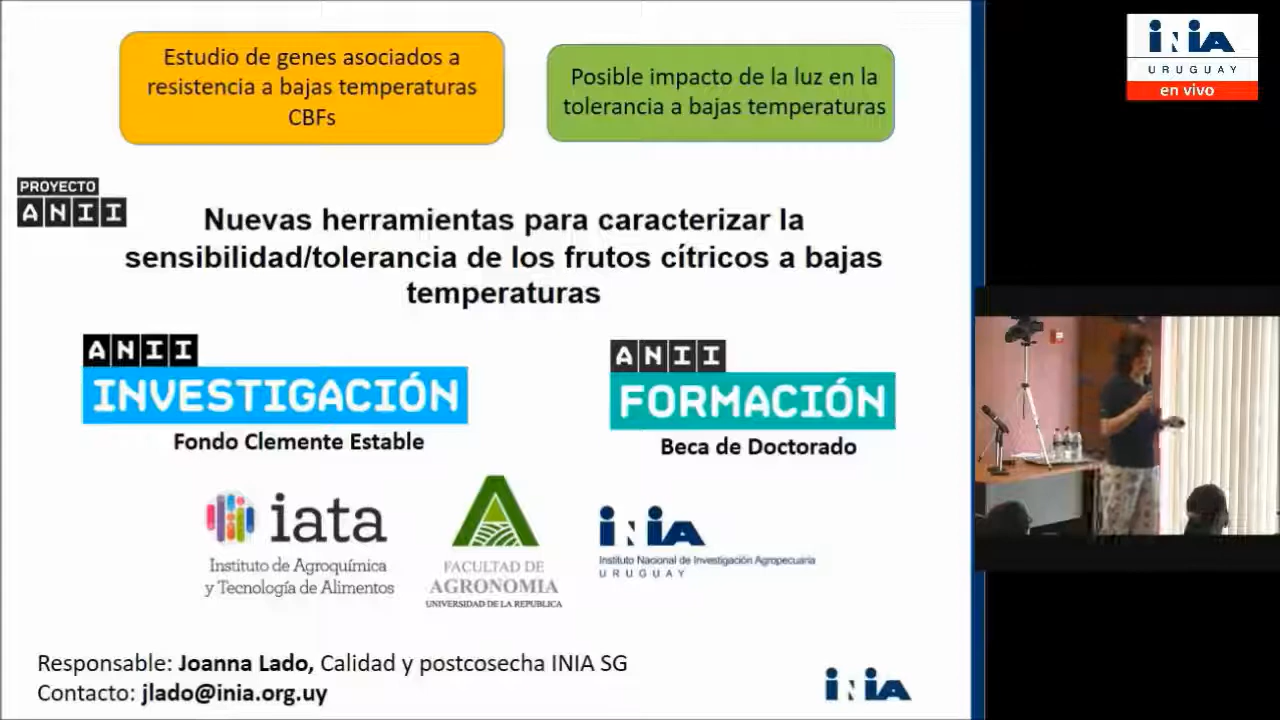 Estudio de genes asociados a
resistencia a bajas temperaturas
CBFs
Posible impacto de la luz en la
tolerancia a bajas temperaturas
INIA
URUGUAY
en vivo
PROYECTO
ANII
Nuevas herramientas para caracterizar la
sensibilidad/tolerancia de los frutos cítricos a bajas
temperaturas
ANII
INVESTIGACIÓN
Fondo Clemente Estable
ANII
FORMACIÓN
Beca de Doctorado
iata
Instituto de Agroquímica
y Tecnología de Alimentos
FACULTAD DE
AGRONOMIA
UNIVERSIDAD DE LA REPUBLICA
INIA
Instituto Nacional de Investigación Agropecuaria
URUGUAY
Responsable: Joanna Lado, Calidad y postcosecha INIA SG
Contacto: jlado@inia.org.uy
INIA